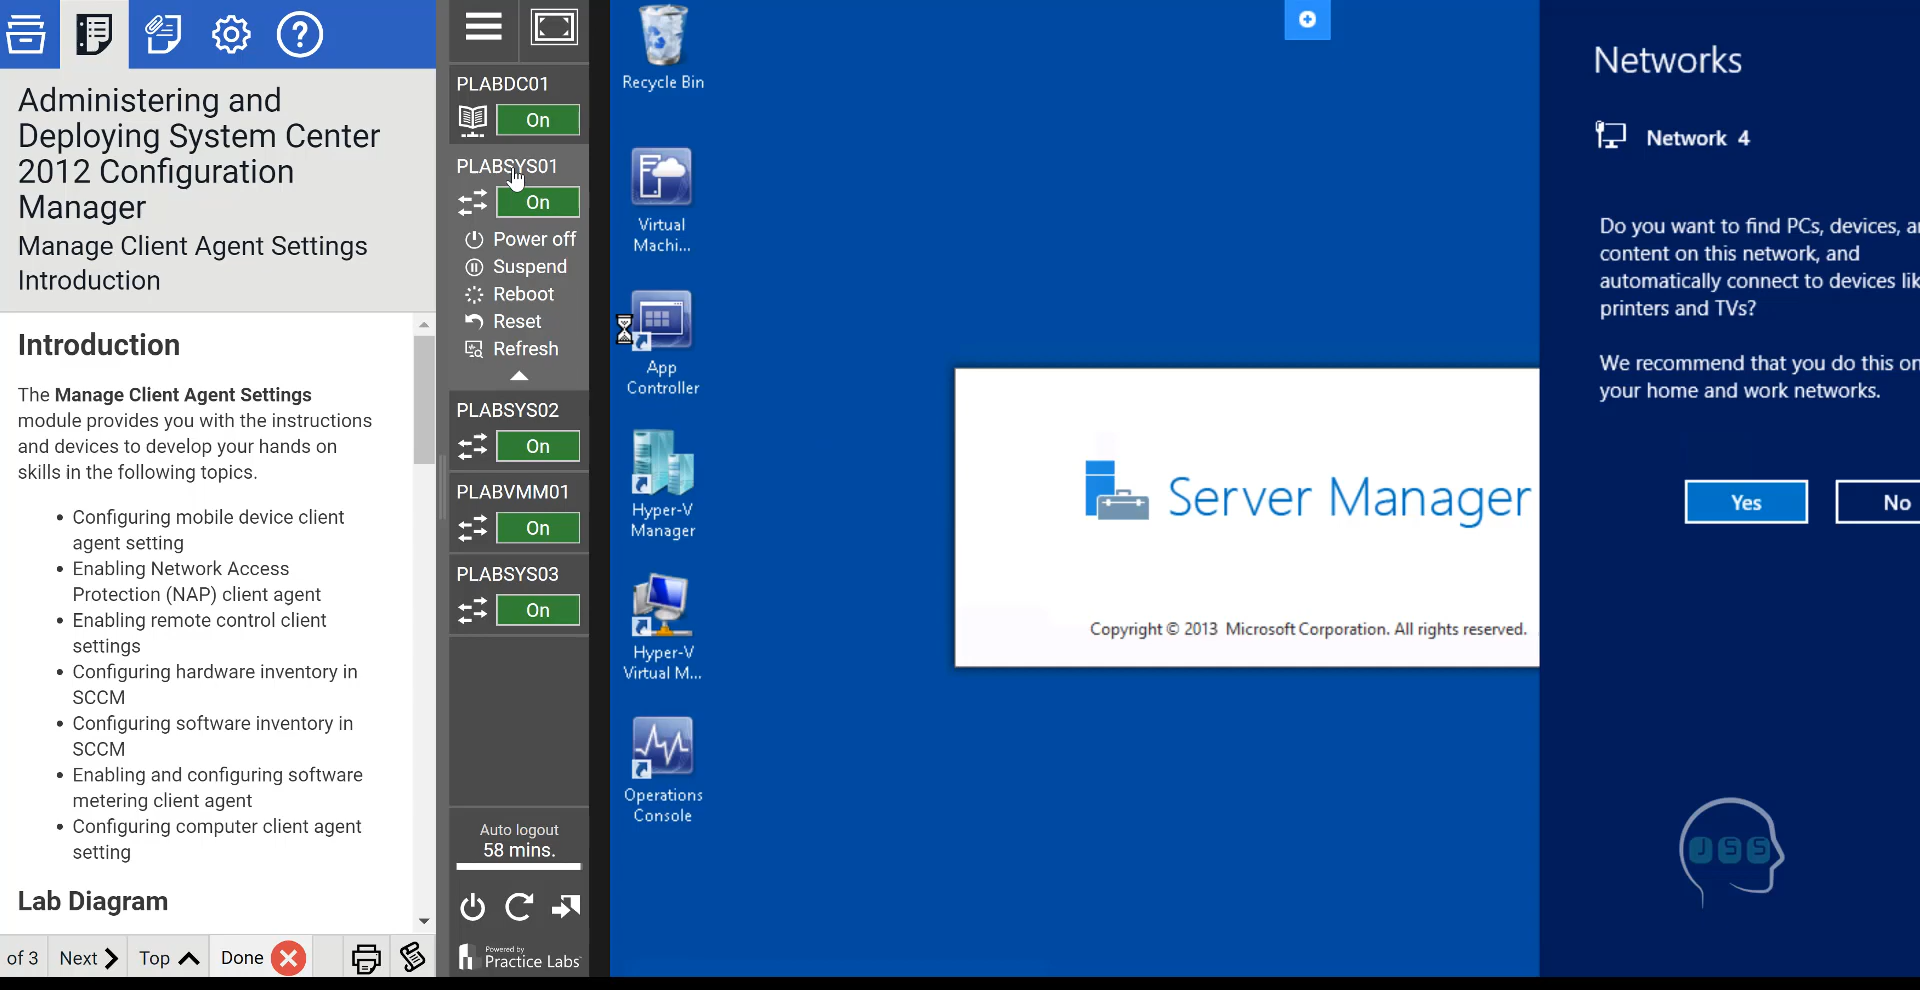 Administering and
Deploying System Center
2012 Configuration
Manager
Manage Client Agent Settings
Introduction
Introduction
The Manage Client Agent Settings
module provides you with the instructions
and devices to develop your hands on
skills in the following topics.
• Configuring mobile device client
agent setting
• Enabling Network Access
Protection (NAP) client agent
• Enabling remote control client
settings
• Configuring hardware inventory in
SCCM
• Configuring software inventory in
SCCM
• Enabling and configuring software
metering client agent
• Configuring computer client agent
setting
Lab Diagram
of 3 Next Top Done
PLABDC01
On
PLABSYS01
On
Power off
Suspend
Reboot
Reset
Refresh
PLABSYS02
On
PLABVMM01
On
PLABSYS03
On
Auto logout
58 mins.
Powered by
Practice Labs
Recycle Bin
Virtual
Machi...
App
Controller
Hyper-V
Manager
Hyper-V
Virtual M...
Operations
Console
Server Manager
Copyright © 2013 Microsoft Corporation. All rights reserved.
Networks
Network 4
Do you want to find PCs, devices, a
content on this network, and
automatically connect to devices lik
printers and TVs?
We recommend that you do this on
your home and work networks.
Yes
No
JSS